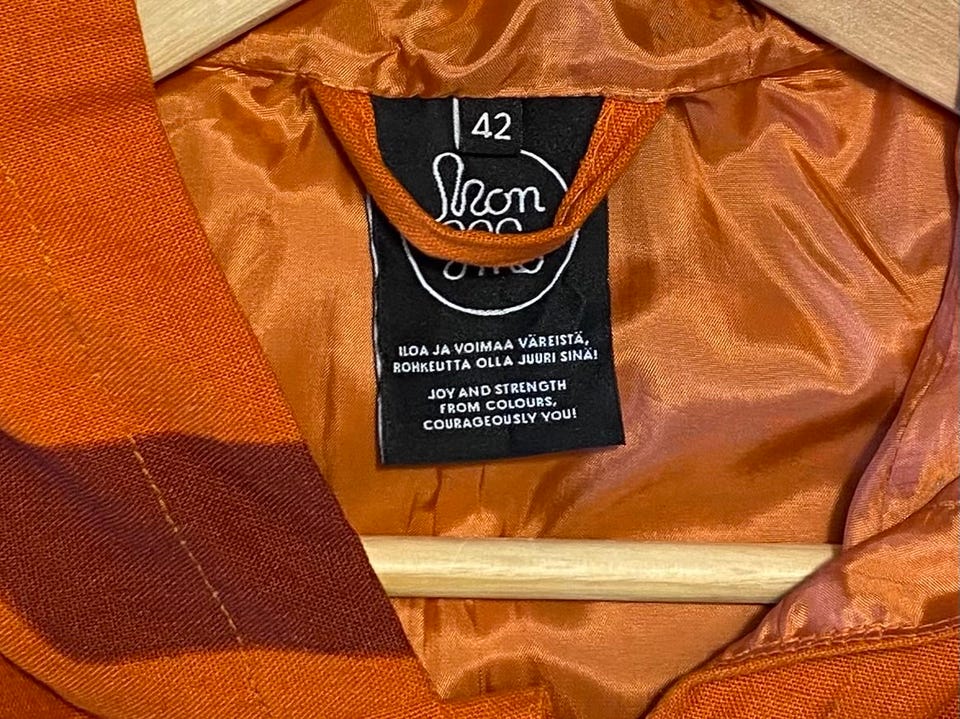 42
ILOA JA VOIMAA VÄREISTÄ,
ROHKEUTTA OLLA JUURI SINÄ!
JOY AND STRENGTH
FROM COLOURS,
COURAGEOUSLY YOU!